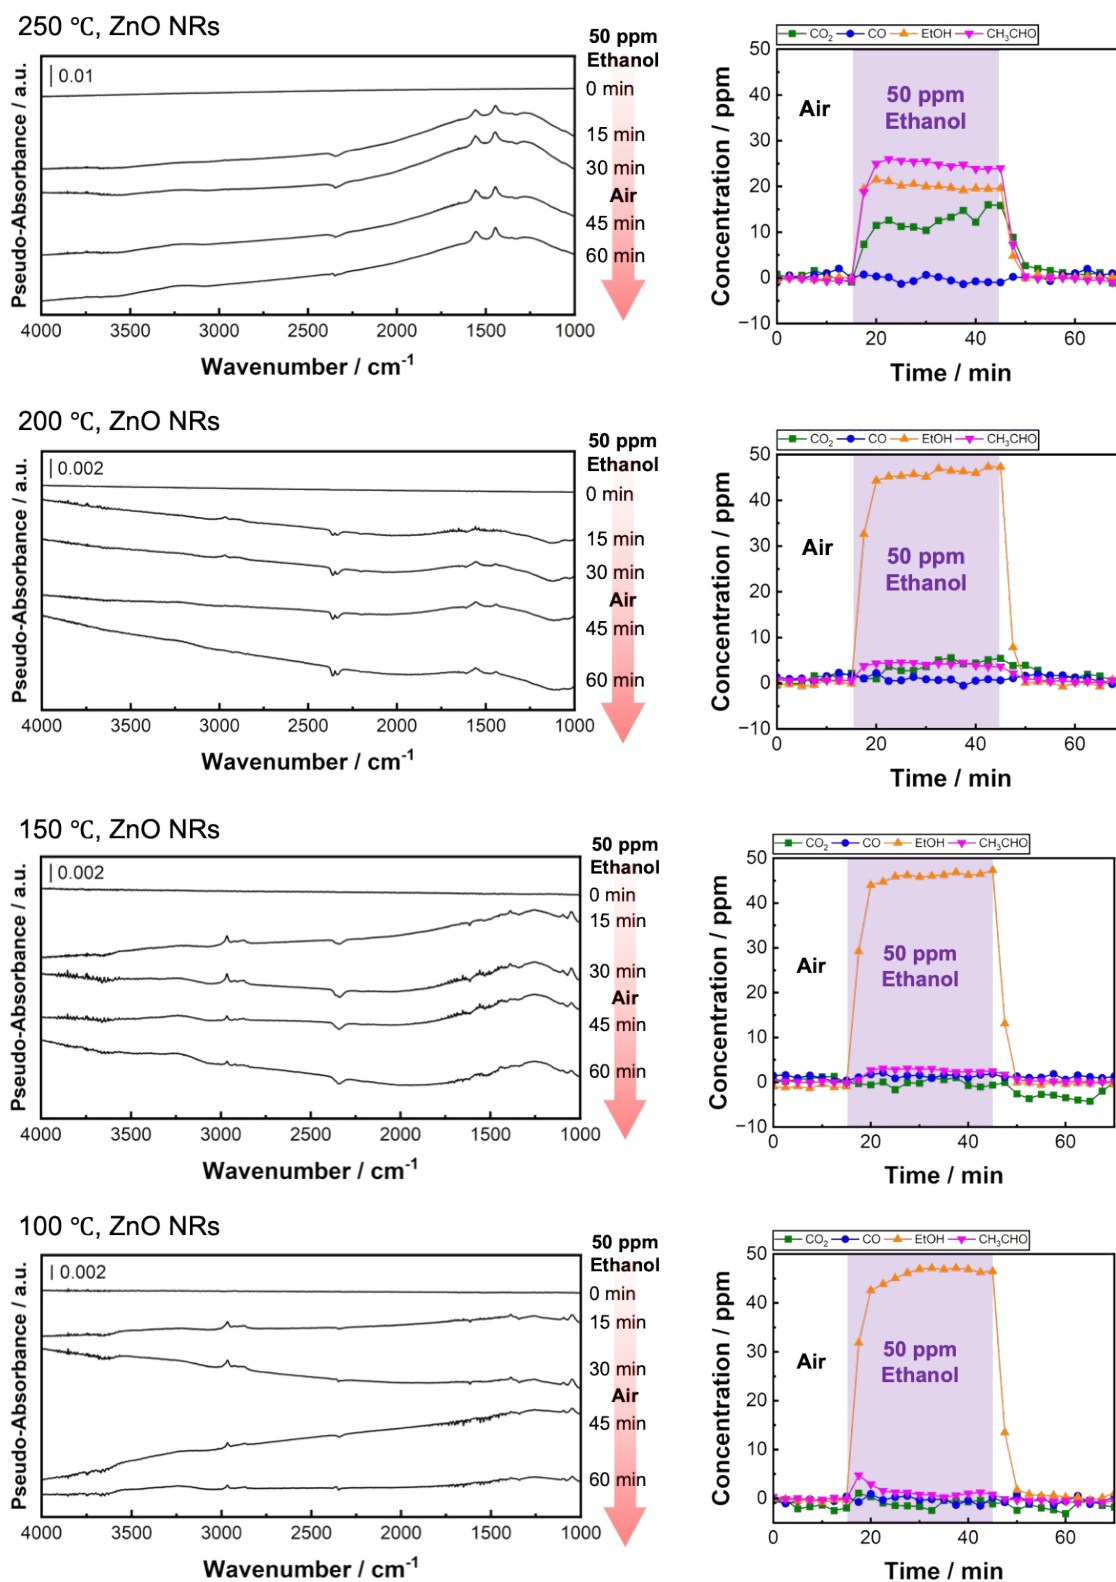 250 ℃, ZnO NRs
50 ppm
Ethanol
0.01
0 min
15 min
30 min
Air
45 min
60 min
Pseudo-Absorbance / a.u.
4000 3500 3000 2500 2000 1500 1000
Wavenumber / cm-1
CO2 CO EtOH CH3CHO
50
40
30
20
10
0
−10
Concentration / ppm
Air
50 ppm
Ethanol
0 20 40 60
Time / min
200 ℃, ZnO NRs
50 ppm
Ethanol
0.002
0 min
15 min
30 min
Air
45 min
60 min
Pseudo-Absorbance / a.u.
4000 3500 3000 2500 2000 1500 1000
Wavenumber / cm-1
CO2 CO EtOH CH3CHO
50
40
30
20
10
0
−10
Concentration / ppm
Air
50 ppm
Ethanol
0 20 40 60
Time / min
150 ℃, ZnO NRs
50 ppm
Ethanol
0.002
0 min
15 min
30 min
Air
45 min
60 min
Pseudo-Absorbance / a.u.
4000 3500 3000 2500 2000 1500 1000
Wavenumber / cm-1
CO2 CO EtOH CH3CHO
50
40
30
20
10
0
−10
Concentration / ppm
Air
50 ppm
Ethanol
0 20 40 60
Time / min
100 ℃, ZnO NRs
50 ppm
Ethanol
0.002
0 min
15 min
30 min
Air
45 min
60 min
Pseudo-Absorbance / a.u.
4000 3500 3000 2500 2000 1500 1000
Wavenumber / cm-1
CO2 CO EtOH CH3CHO
50
40
30
20
10
0
Concentration / ppm
Air
50 ppm
Ethanol
0 20 40 60
Time / min